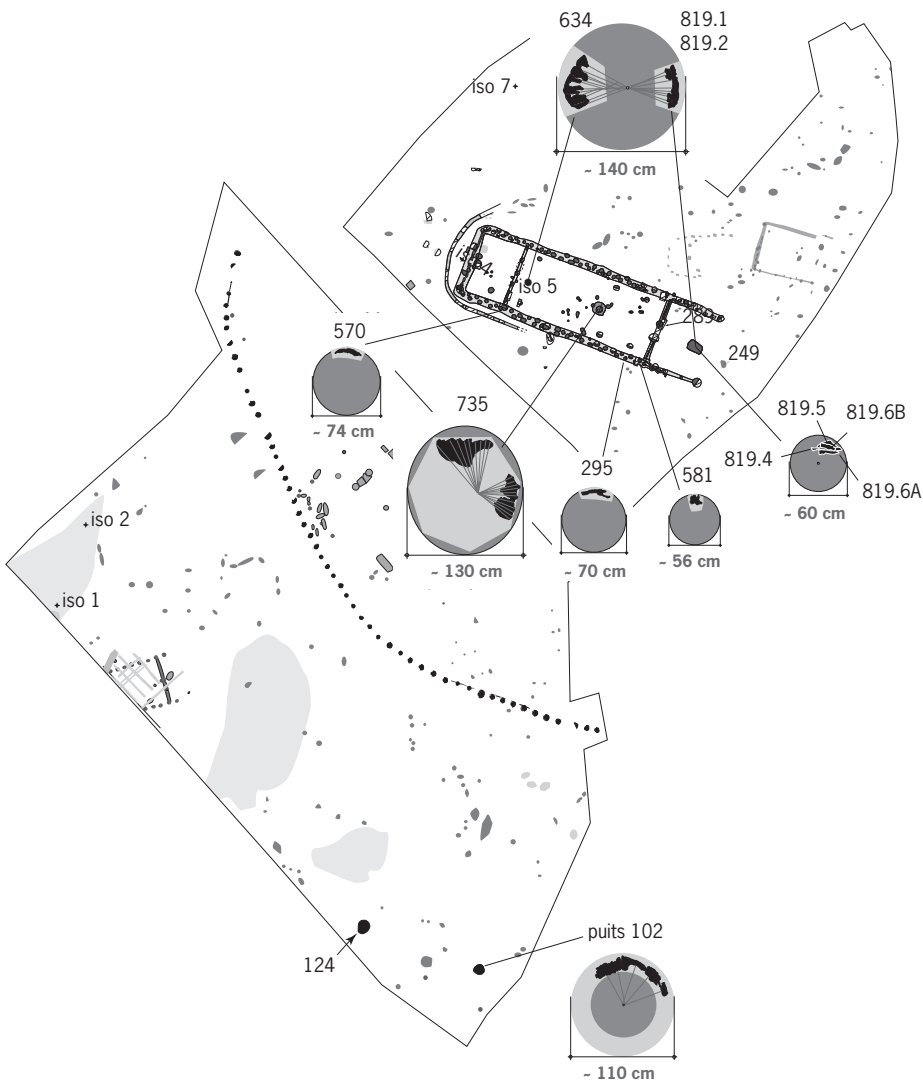 634
819.1
819.2
iso 7
~ 140 cm
iso 5
289
249
570
~ 74 cm
735
~ 130 cm
295
~ 70 cm
581
~ 56 cm
819.5
819.6B
819.4
819.6A
~ 60 cm
iso 2
iso 1
124
puits 102
~ 110 cm